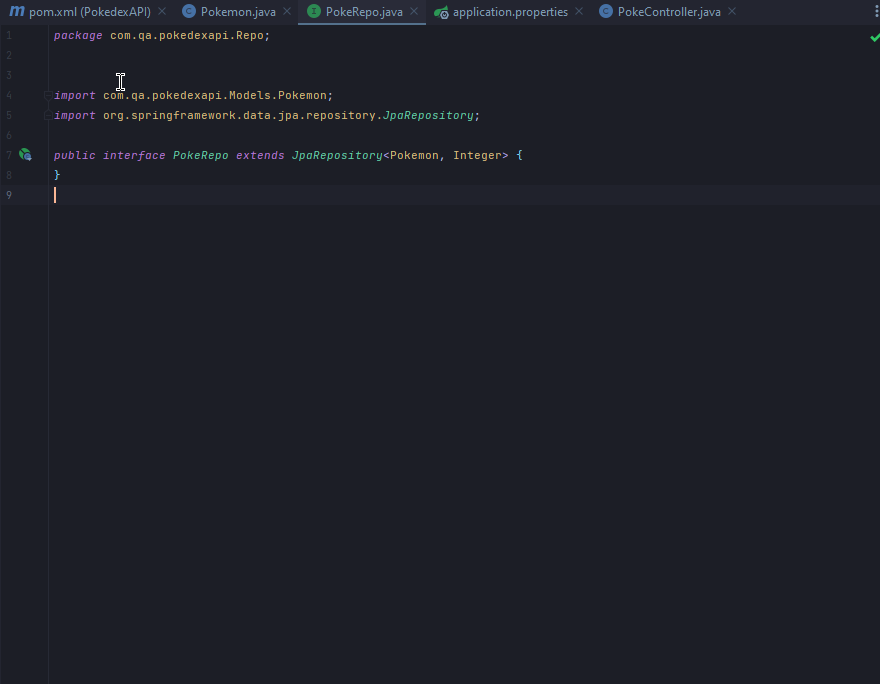 pom.xml (PokedexAPI) Pokemon.java PokeRepo.java application.properties PokeController.java
1 package com.qa.pokedexapi.Repo;
2
3
4 import com.qa.pokedexapi.Models.Pokemon;
5 import org.springframework.data.jpa.repository.JpaRepository;
6
7 public interface PokeRepo extends JpaRepository<Pokemon, Integer> {
8 }
9